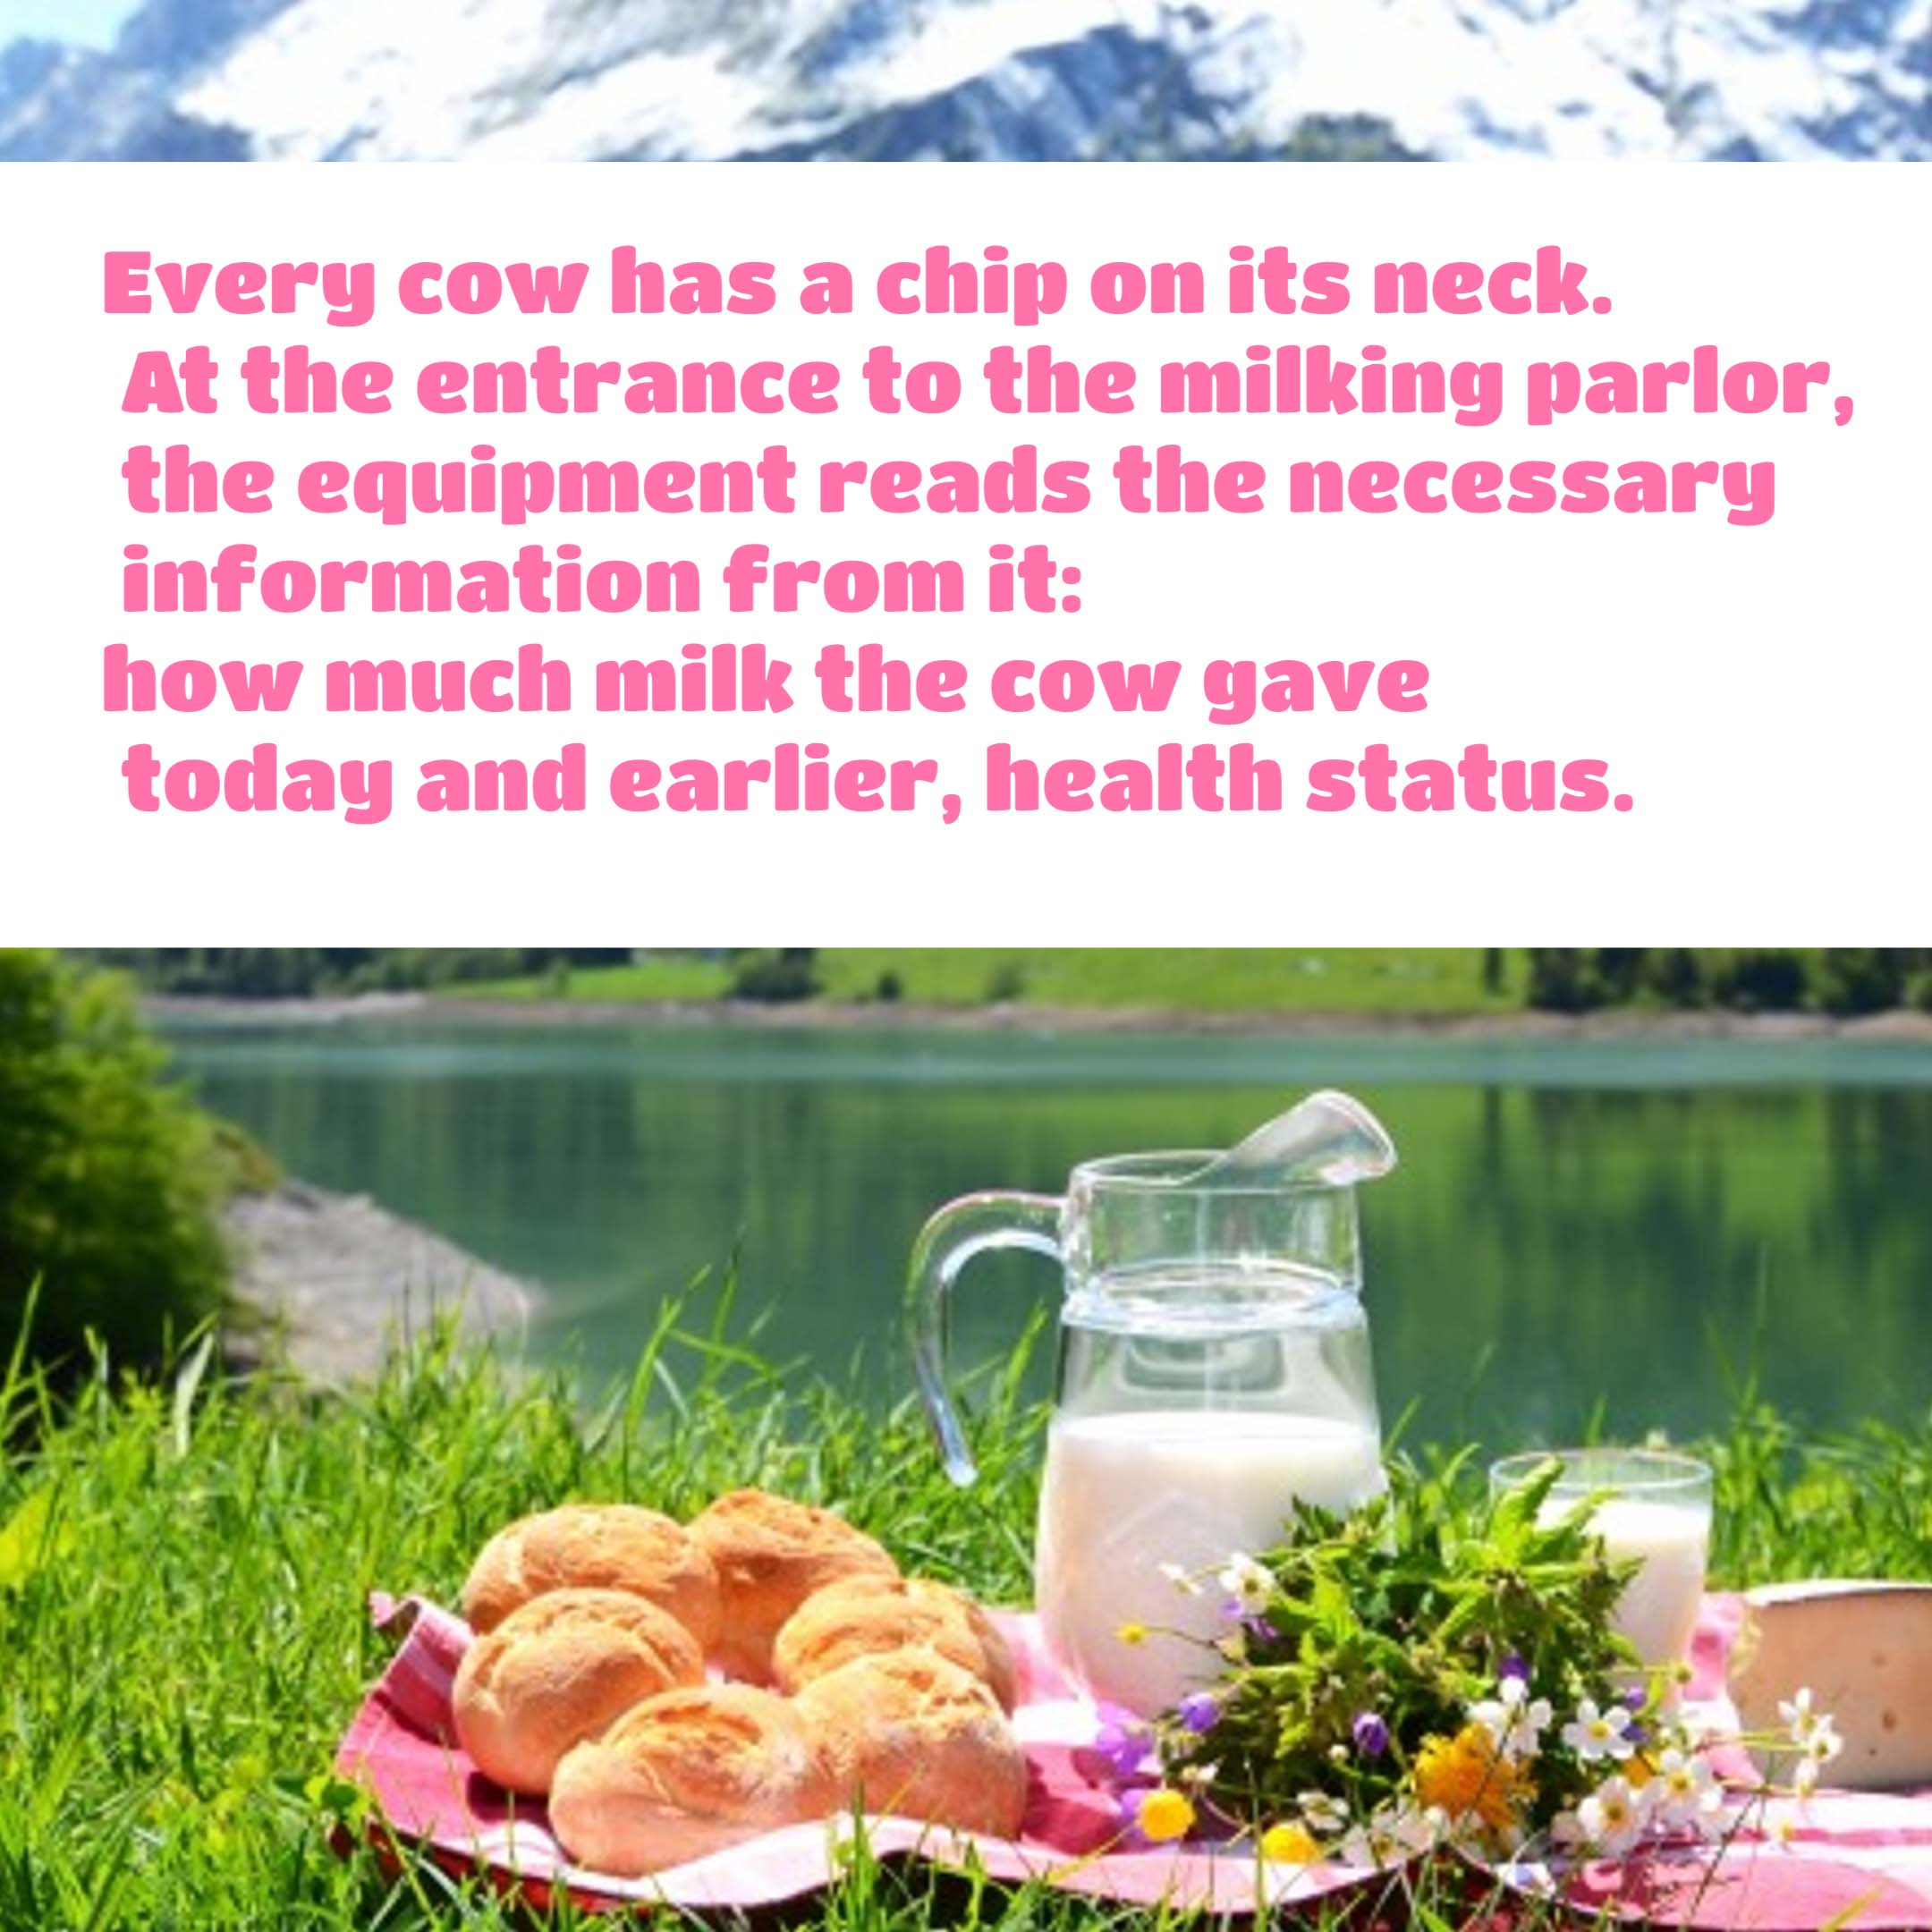 Every cow has a chip on its neck.
At the entrance to the milking parlor,
the equipment reads the necessary
information from it:
how much milk the cow gave
today and earlier, health status.